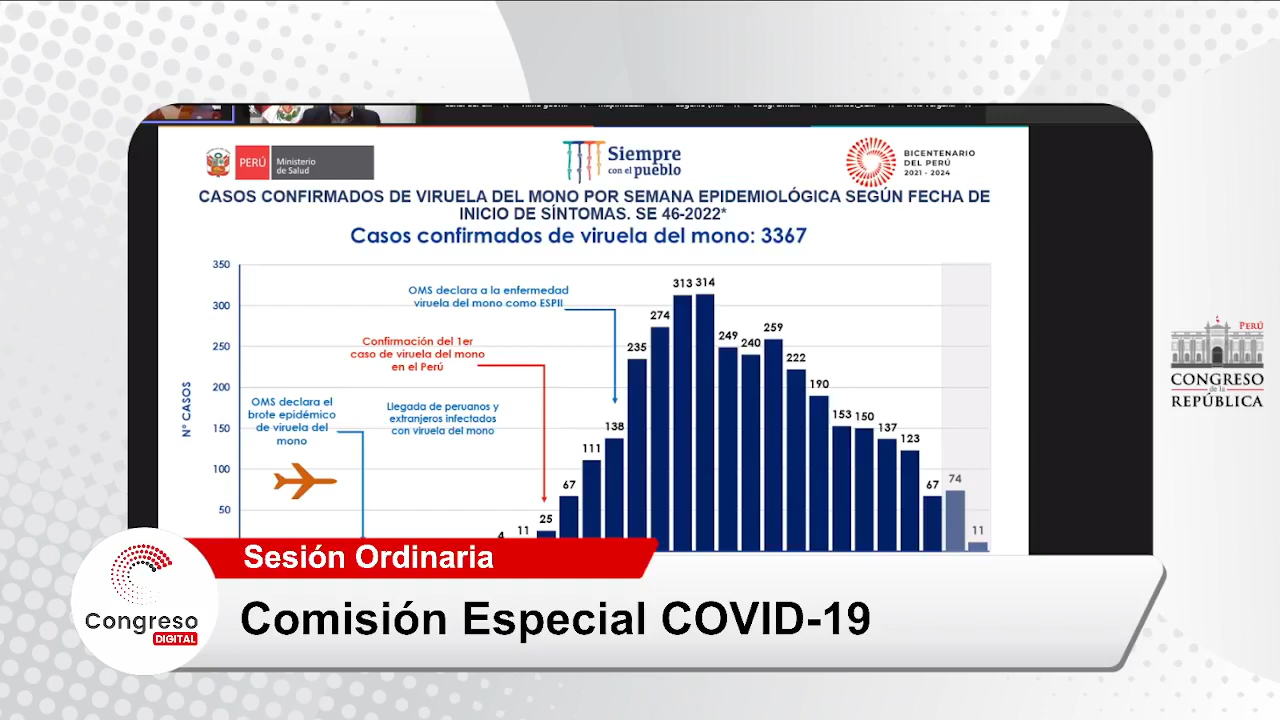 PERÚ
Ministerio
de Salud
Siempre
con el pueblo
BICENTENARIO
DEL PERÚ
2021 - 2024
CASOS CONFIRMADOS DE VIRUELA DEL MONO POR SEMANA EPIDEMIOLÓGICA SEGÚN FECHA DE
INICIO DE SÍNTOMAS. SE 46-2022*
Casos confirmados de viruela del mono: 3367
350
300
250
200
150
100
50
N° CASOS
OMS declara el
brote epidémico
de viruela del
mono
Llegada de peruanos y
extranjeros infectados
con viruela del mono
Confirmación del 1er
caso de viruela del mono
en el Perú
OMS declara a la enfermedad
viruela del mono como ESPII
4
11
25
67
111
138
235
274
313
314
249
240
259
222
190
153
150
137
123
67
74
11
PERÚ
CONGRESO
de la
REPÚBLICA
Sesión Ordinaria
Comisión Especial COVID-19
Congreso
DIGITAL